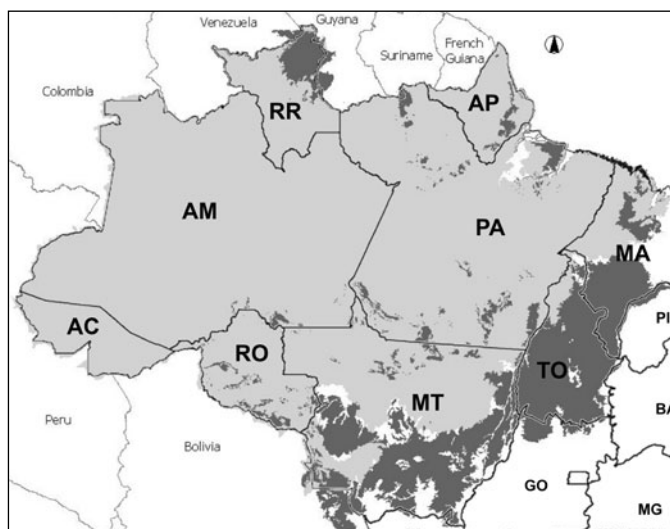 Venezuela
Guyana
Suriname
French
Guiana
Colombia
RR
AP
AM
PA
MA
PI
AC
RO
TO
MT
BA
Peru
Bolivia
GO
MG